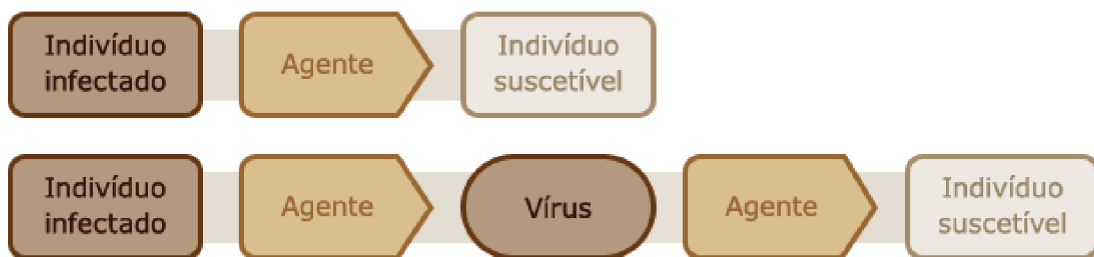 Indivíduo
infectado
Agente
Indivíduo
suscetível
Indivíduo
infectado
Agente
Vírus
Agente
Indivíduo
suscetível